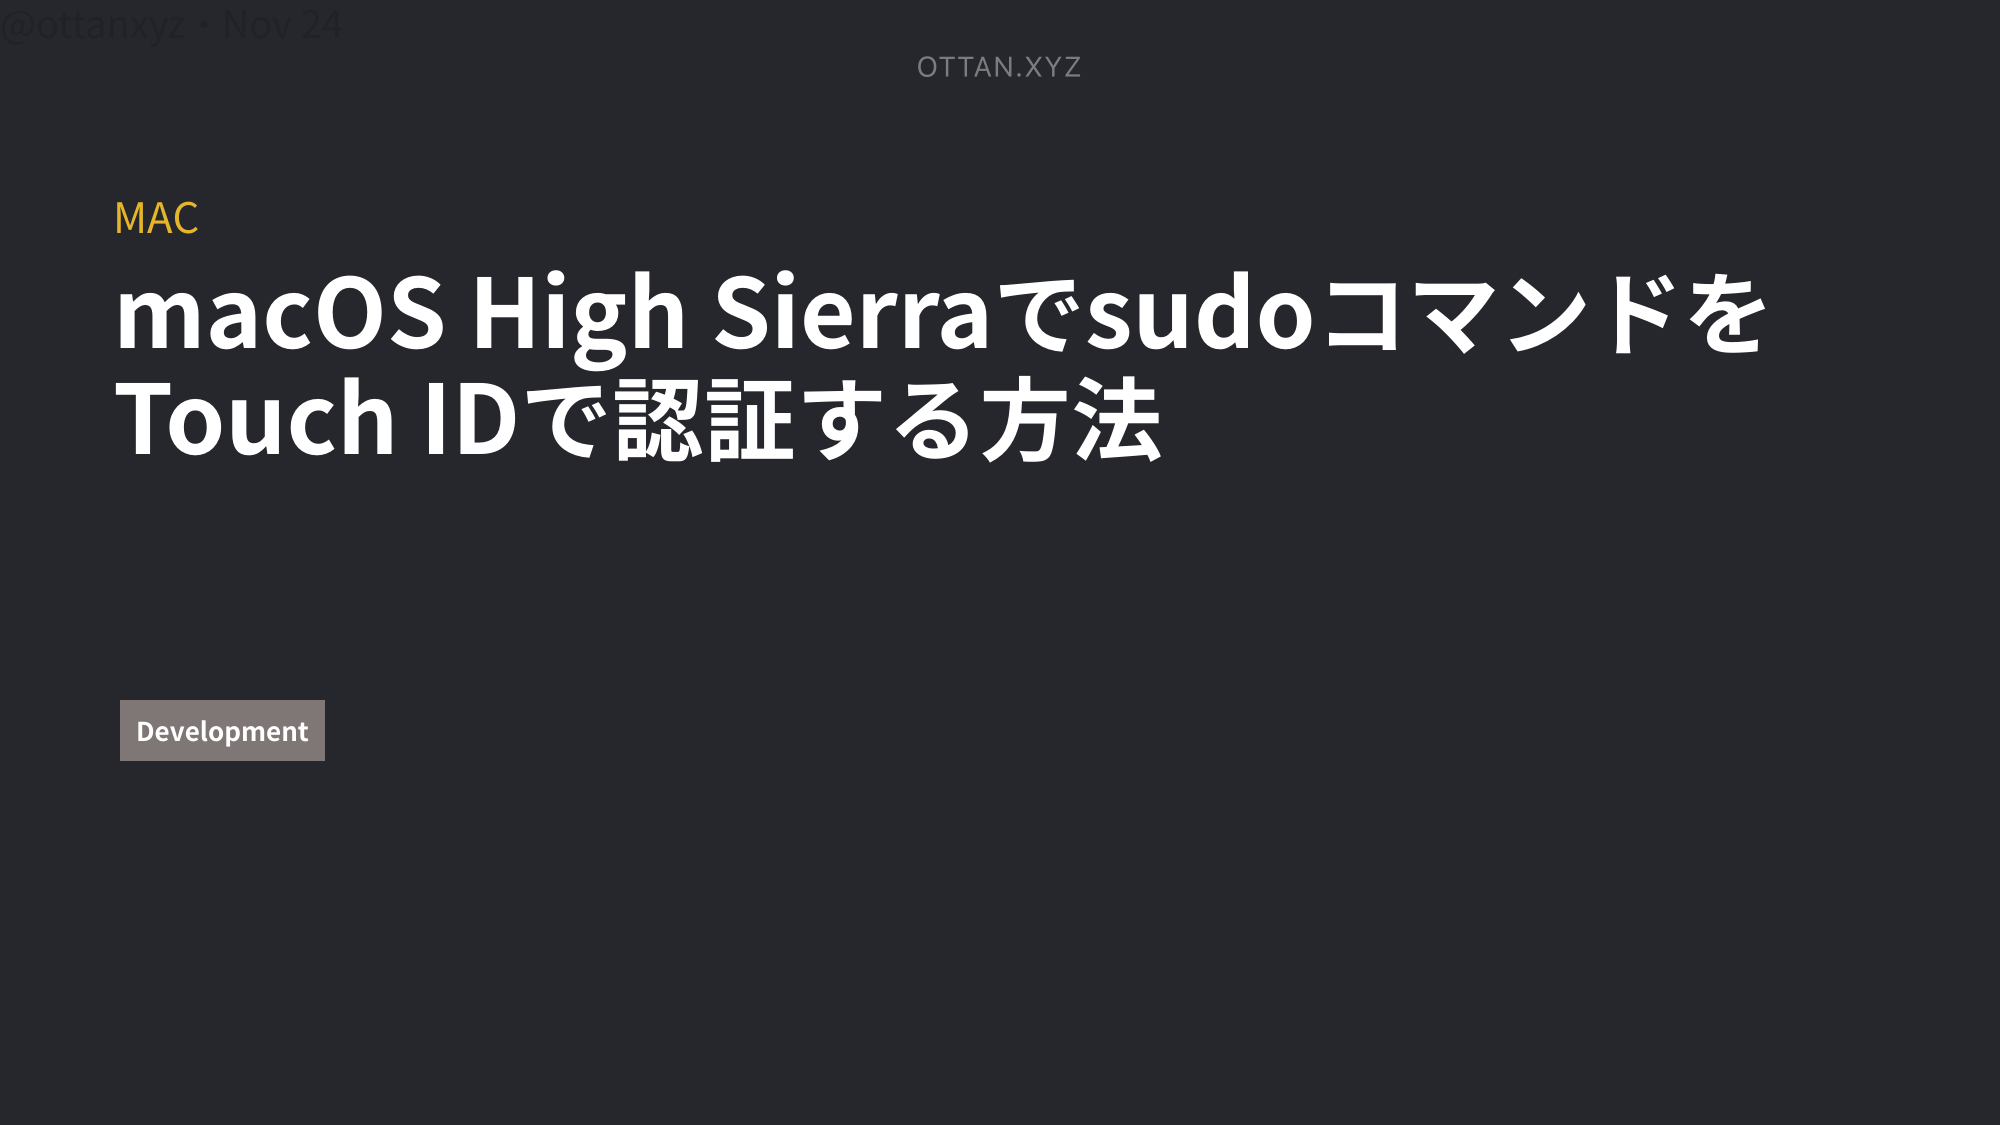 @ottanxyz・Nov 24
OTTAN.XYZ
MAC
macOS High Sierraでsudoコマンドを
Touch IDで認証する方法
Development